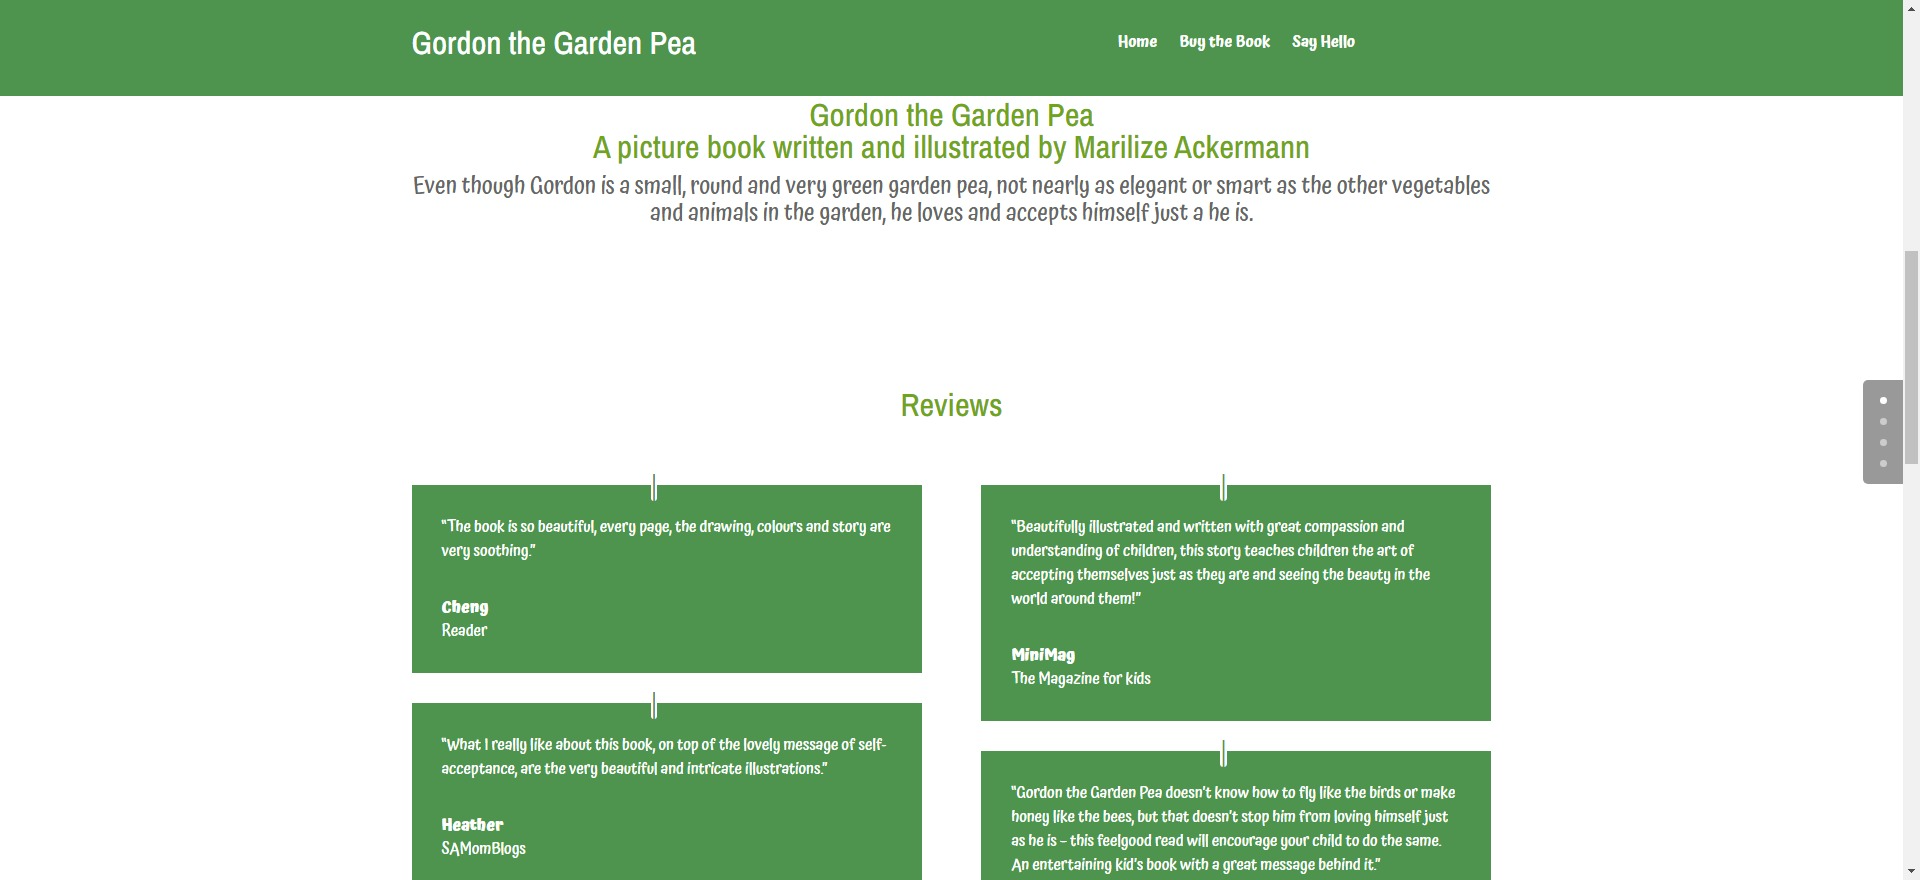 Gordon the Garden Pea
Home Buy the Book Say Hello
Gordon the Garden Pea
A picture book written and illustrated by Marilize Ackermann
Even though Gordon is a small, round and very green garden pea, not nearly as elegant or smart as the other vegetables
and animals in the garden, he loves and accepts himself just a he is.
Reviews
"The book is so beautiful, every page, the drawing, colours and story are
very soothing."
Cheng
Reader
"What I really like about this book, on top of the lovely message of self-
acceptance, are the very beautiful and intricate illustrations."
Heather
SAMomBlogs
"Beautifully illustrated and written with great compassion and
understanding of children, this story teaches children the art of
accepting themselves just as they are and seeing the beauty in the
world around them!"
MiniMag
The Magazine for kids
"Gordon the Garden Pea doesn't know how to fly like the birds or make
honey like the bees, but that doesn't stop him from loving himself just
as he is – this feelgood read will encourage your child to do the same.
An entertaining kid's book with a great message behind it."